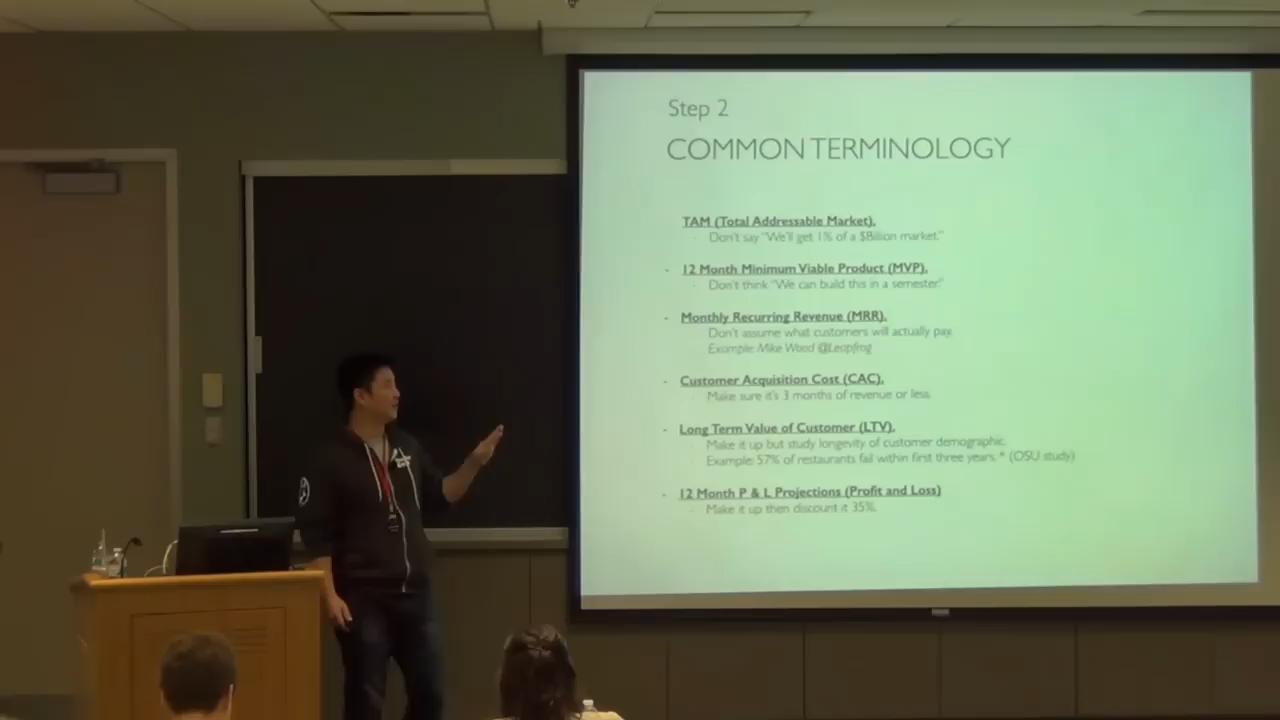 Step 2
COMMON TERMINOLOGY
TAM (Total Addressable Market).
Don't say "We'll get 1% of a $Billion market."
- 12 Month Minimum Viable Product (MVP).
Don't think "We can build this in a semester."
- Monthly Recurring Revenue (MRR).
Don't assume what customers will actually pay.
Example: Mike Wood @Leapfrog
- Customer Acquisition Cost (CAC).
Make sure it's 3 months of revenue or less.
- Long Term Value of Customer (LTV).
Make it up but study longevity of customer demographic.
Example: 57% of restaurants fail within first three years. * (OSU study)
- 12 Month P & L Projections (Profit and Loss)
Make it up then discount it 35%.